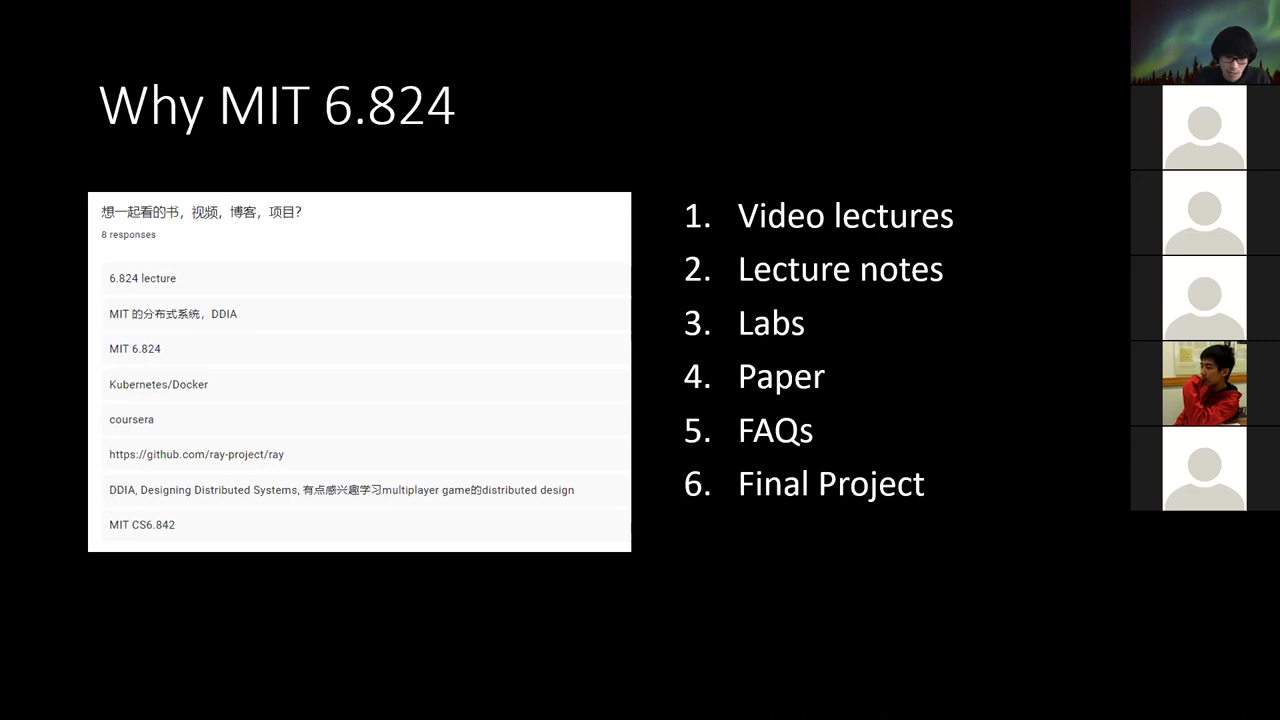 Why MIT 6.824
想一起看的书，视频，博客，项目?
8 responses
6.824 lecture
MIT 的分布式系统，DDIA
MIT 6.824
Kubernetes/Docker
coursera
https://github.com/ray-project/ray
DDIA, Designing Distributed Systems, 有点感兴趣学习multiplayer game的distributed design
MIT CS6.842
1. Video lectures
2. Lecture notes
3. Labs
4. Paper
5. FAQs
6. Final Project